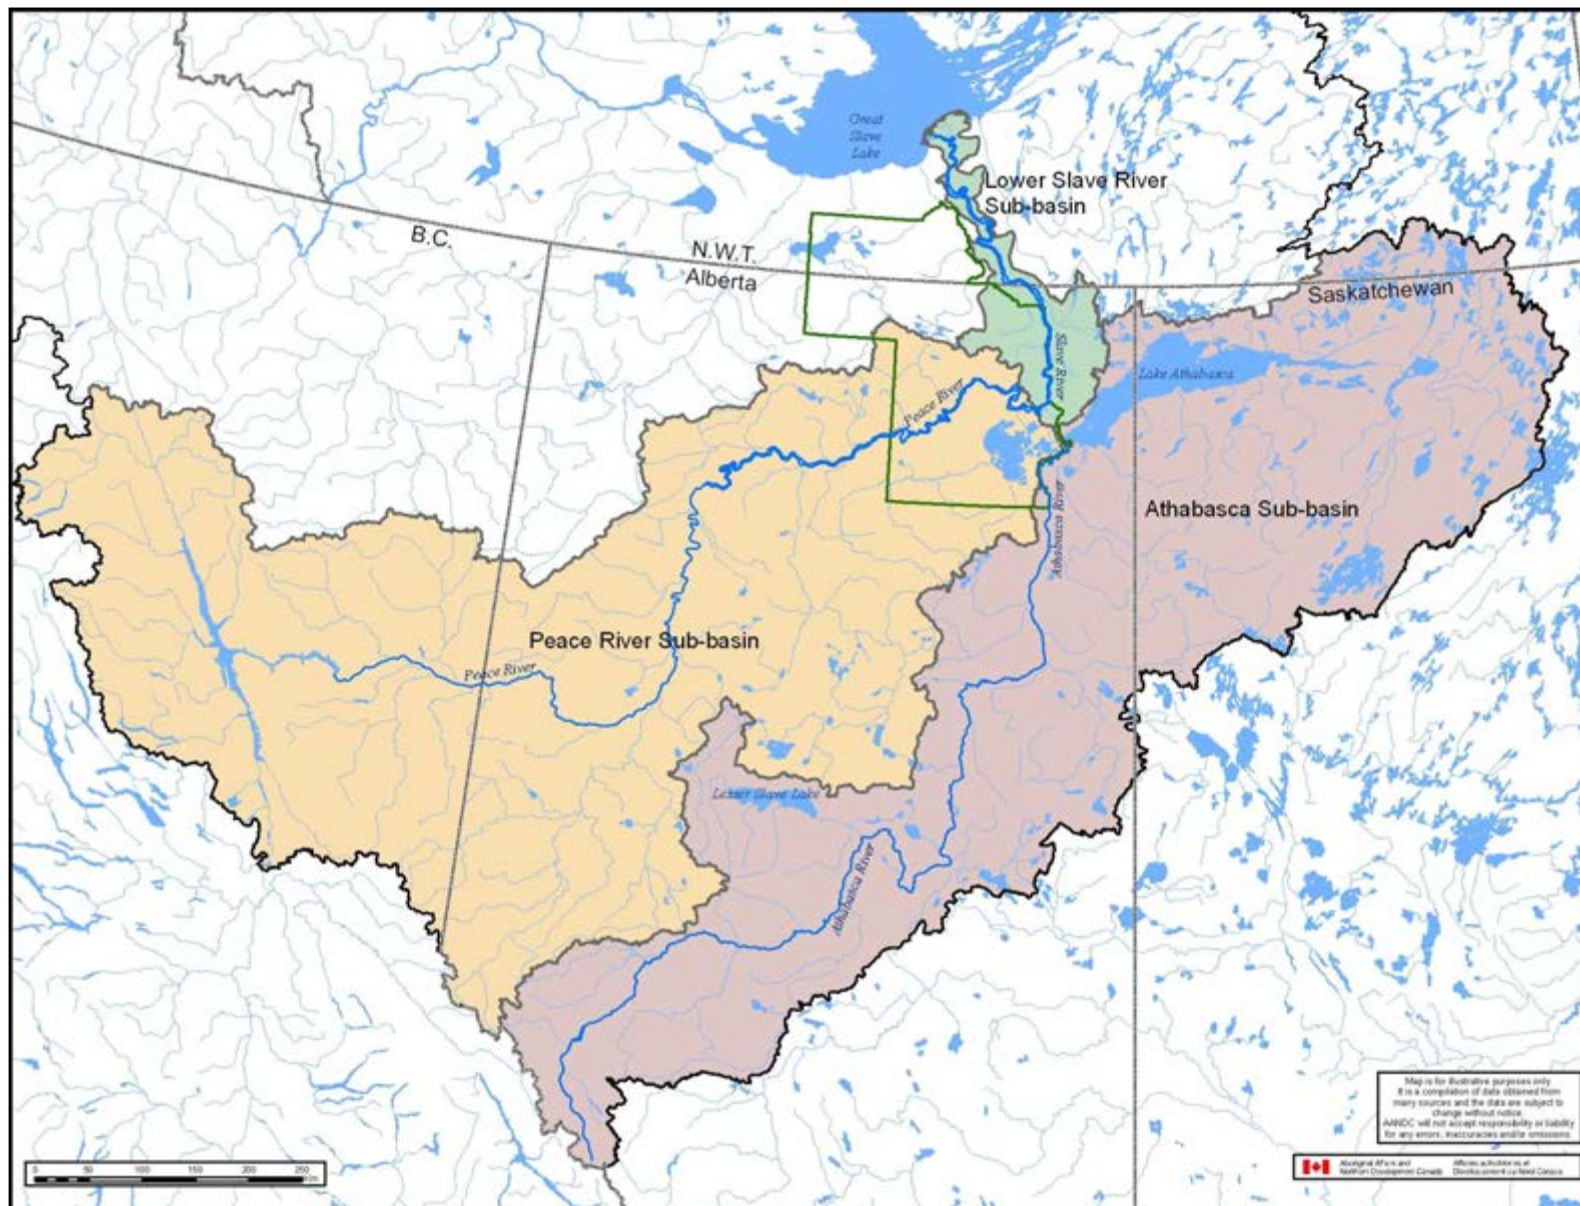 Great
Slave
Lake
Lower Slave River
Sub-basin
B.C.
N.W.T.
Alberta
Saskatchewan
Slave River
Lake Athabasca
Peace River
Athabasca River
Athabasca Sub-basin
Peace River Sub-basin
Peace River
Lesser Slave Lake
Athabasca River
Map is for illustrative purposes only
It is a compilation of data obtained from
many sources and the data are subject to
change without notice.
AANDC will not accept responsibility or liability
for any errors, inaccuracies and/or omissions
0 50 100 150 200 250
Aboriginal Affairs and
Northern Development Canada
Affaires autochtones et
Développement du Nord Canada